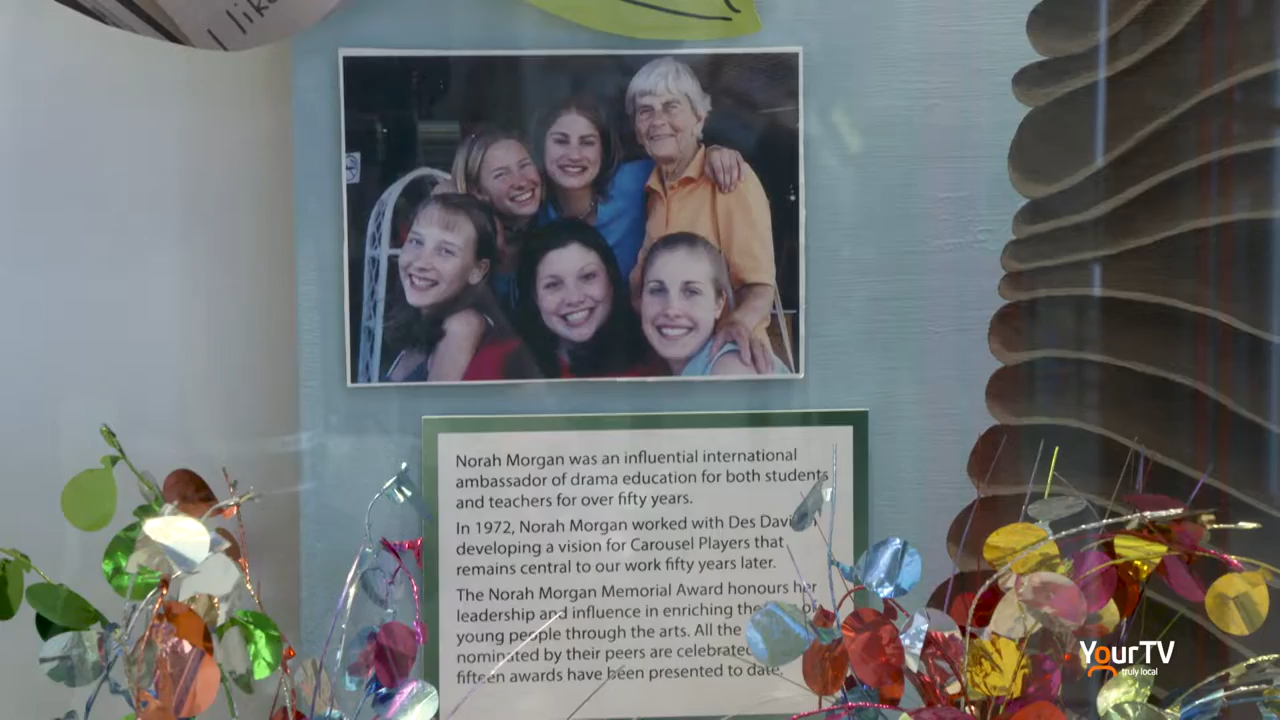 I like
Norah Morgan was an influential international
ambassador of drama education for both students
and teachers for over fifty years.
In 1972, Norah Morgan worked with Des
developing a vision for Carousel Players that
remains central to our work fifty years later.
The Norah Morgan Memorial Award honours her
leadership and influence in enriching the of
young people through the arts. All the
nominated by their peers are celebrated
fifteen awards have been presented to date.
YourTV
truly local